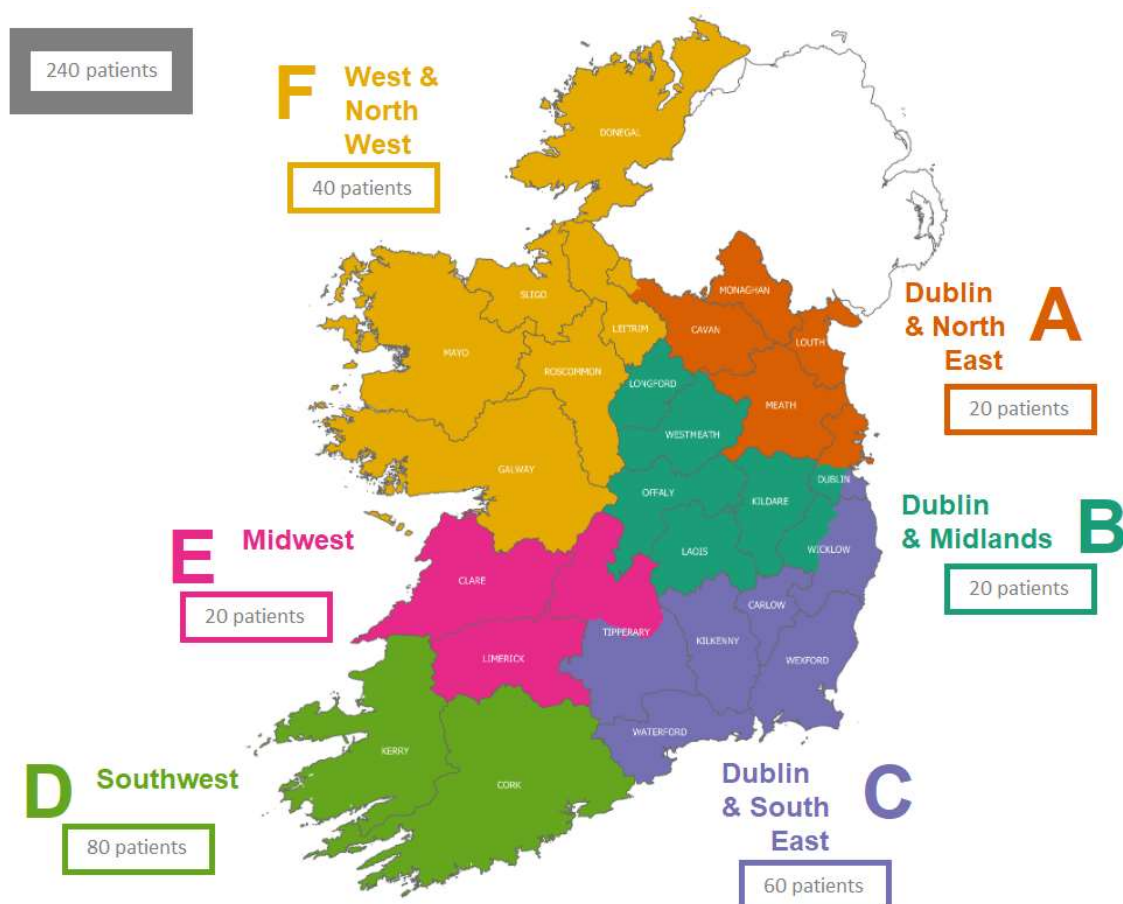 240 patients
F
West &
North
West
40 patients
DONEGAL
SLIGO
LEITRIM
MAYO
ROSCOMMON
GALWAY
MONAGHAN
CAVAN
LOUTH
MEATH
Dublin
& North
East
A
20 patients
LONGFORD
WESTMEATH
OFFALY
KILDARE
DUBLIN
LAOIS
WICKLOW
Dublin
& Midlands
B
20 patients
E
Midwest
20 patients
CLARE
TIPPERARY
LIMERICK
CARLOW
KILKENNY
WEXFORD
WATERFORD
D
Southwest
80 patients
KERRY
CORK
Dublin
& South
East
C
60 patients